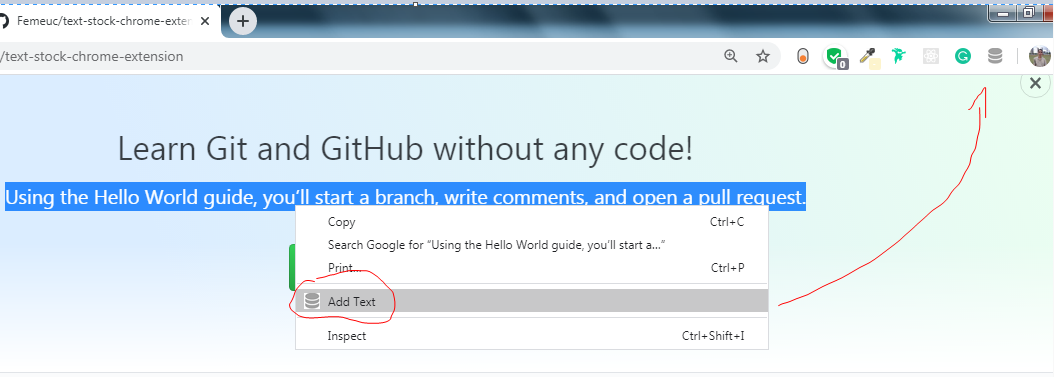 Femeuc/text-stock-chrome-exten
/text-stock-chrome-extension
0
Learn Git and GitHub without any code!
Using the Hello World guide, you’ll start a branch, write comments, and open a pull request.
Copy Ctrl+C
Search Google for “Using the Hello World guide, you’ll start a...”
Print... Ctrl+P
Add Text
Inspect Ctrl+Shift+I